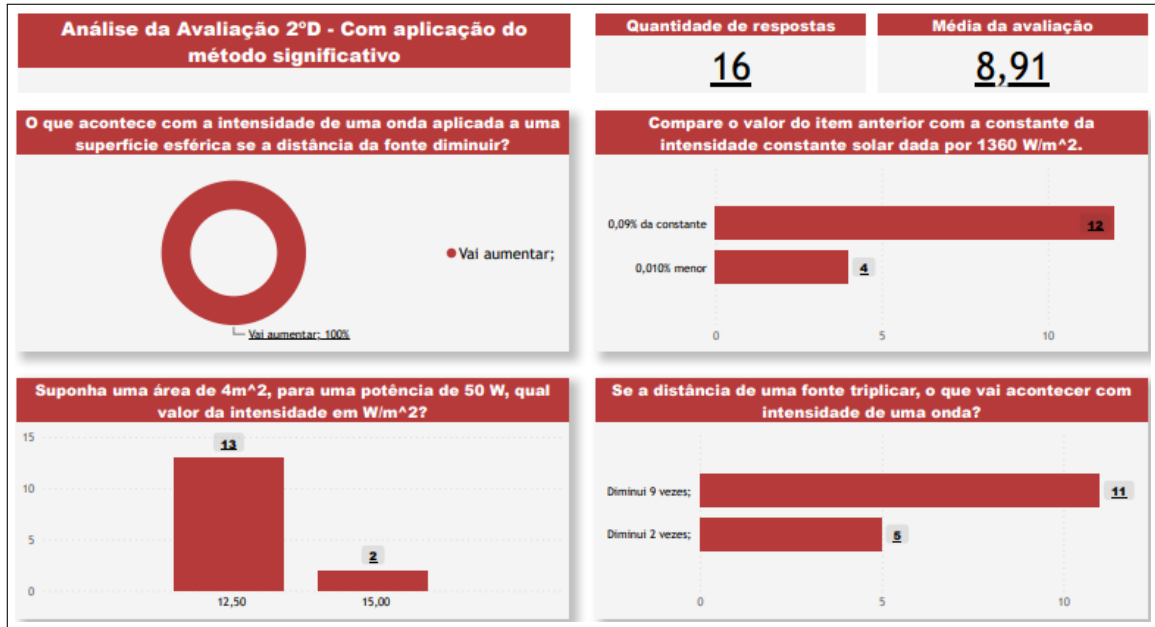 Análise da Avaliação 2ºD - Com aplicação do
método significativo
Quantidade de respostas
16
Média da avaliação
8,91
O que acontece com a intensidade de uma onda aplicada a uma
superfície esférica se a distância da fonte diminuir?
Vai aumentar;
Vai aumentar; 100%
Compare o valor do item anterior com a constante da
intensidade constante solar dada por 1360 W/m^2.
0,09% da constante
12
0,010% menor
4
0
5
10
Suponha uma área de 4m^2, para uma potência de 50 W, qual
valor da intensidade em W/m^2?
15
13
10
5
2
0
12,50
15,00
Se a distância de uma fonte triplicar, o que vai acontecer com
intensidade de uma onda?
Diminui 9 vezes;
11
Diminui 2 vezes;
5
0
5
10